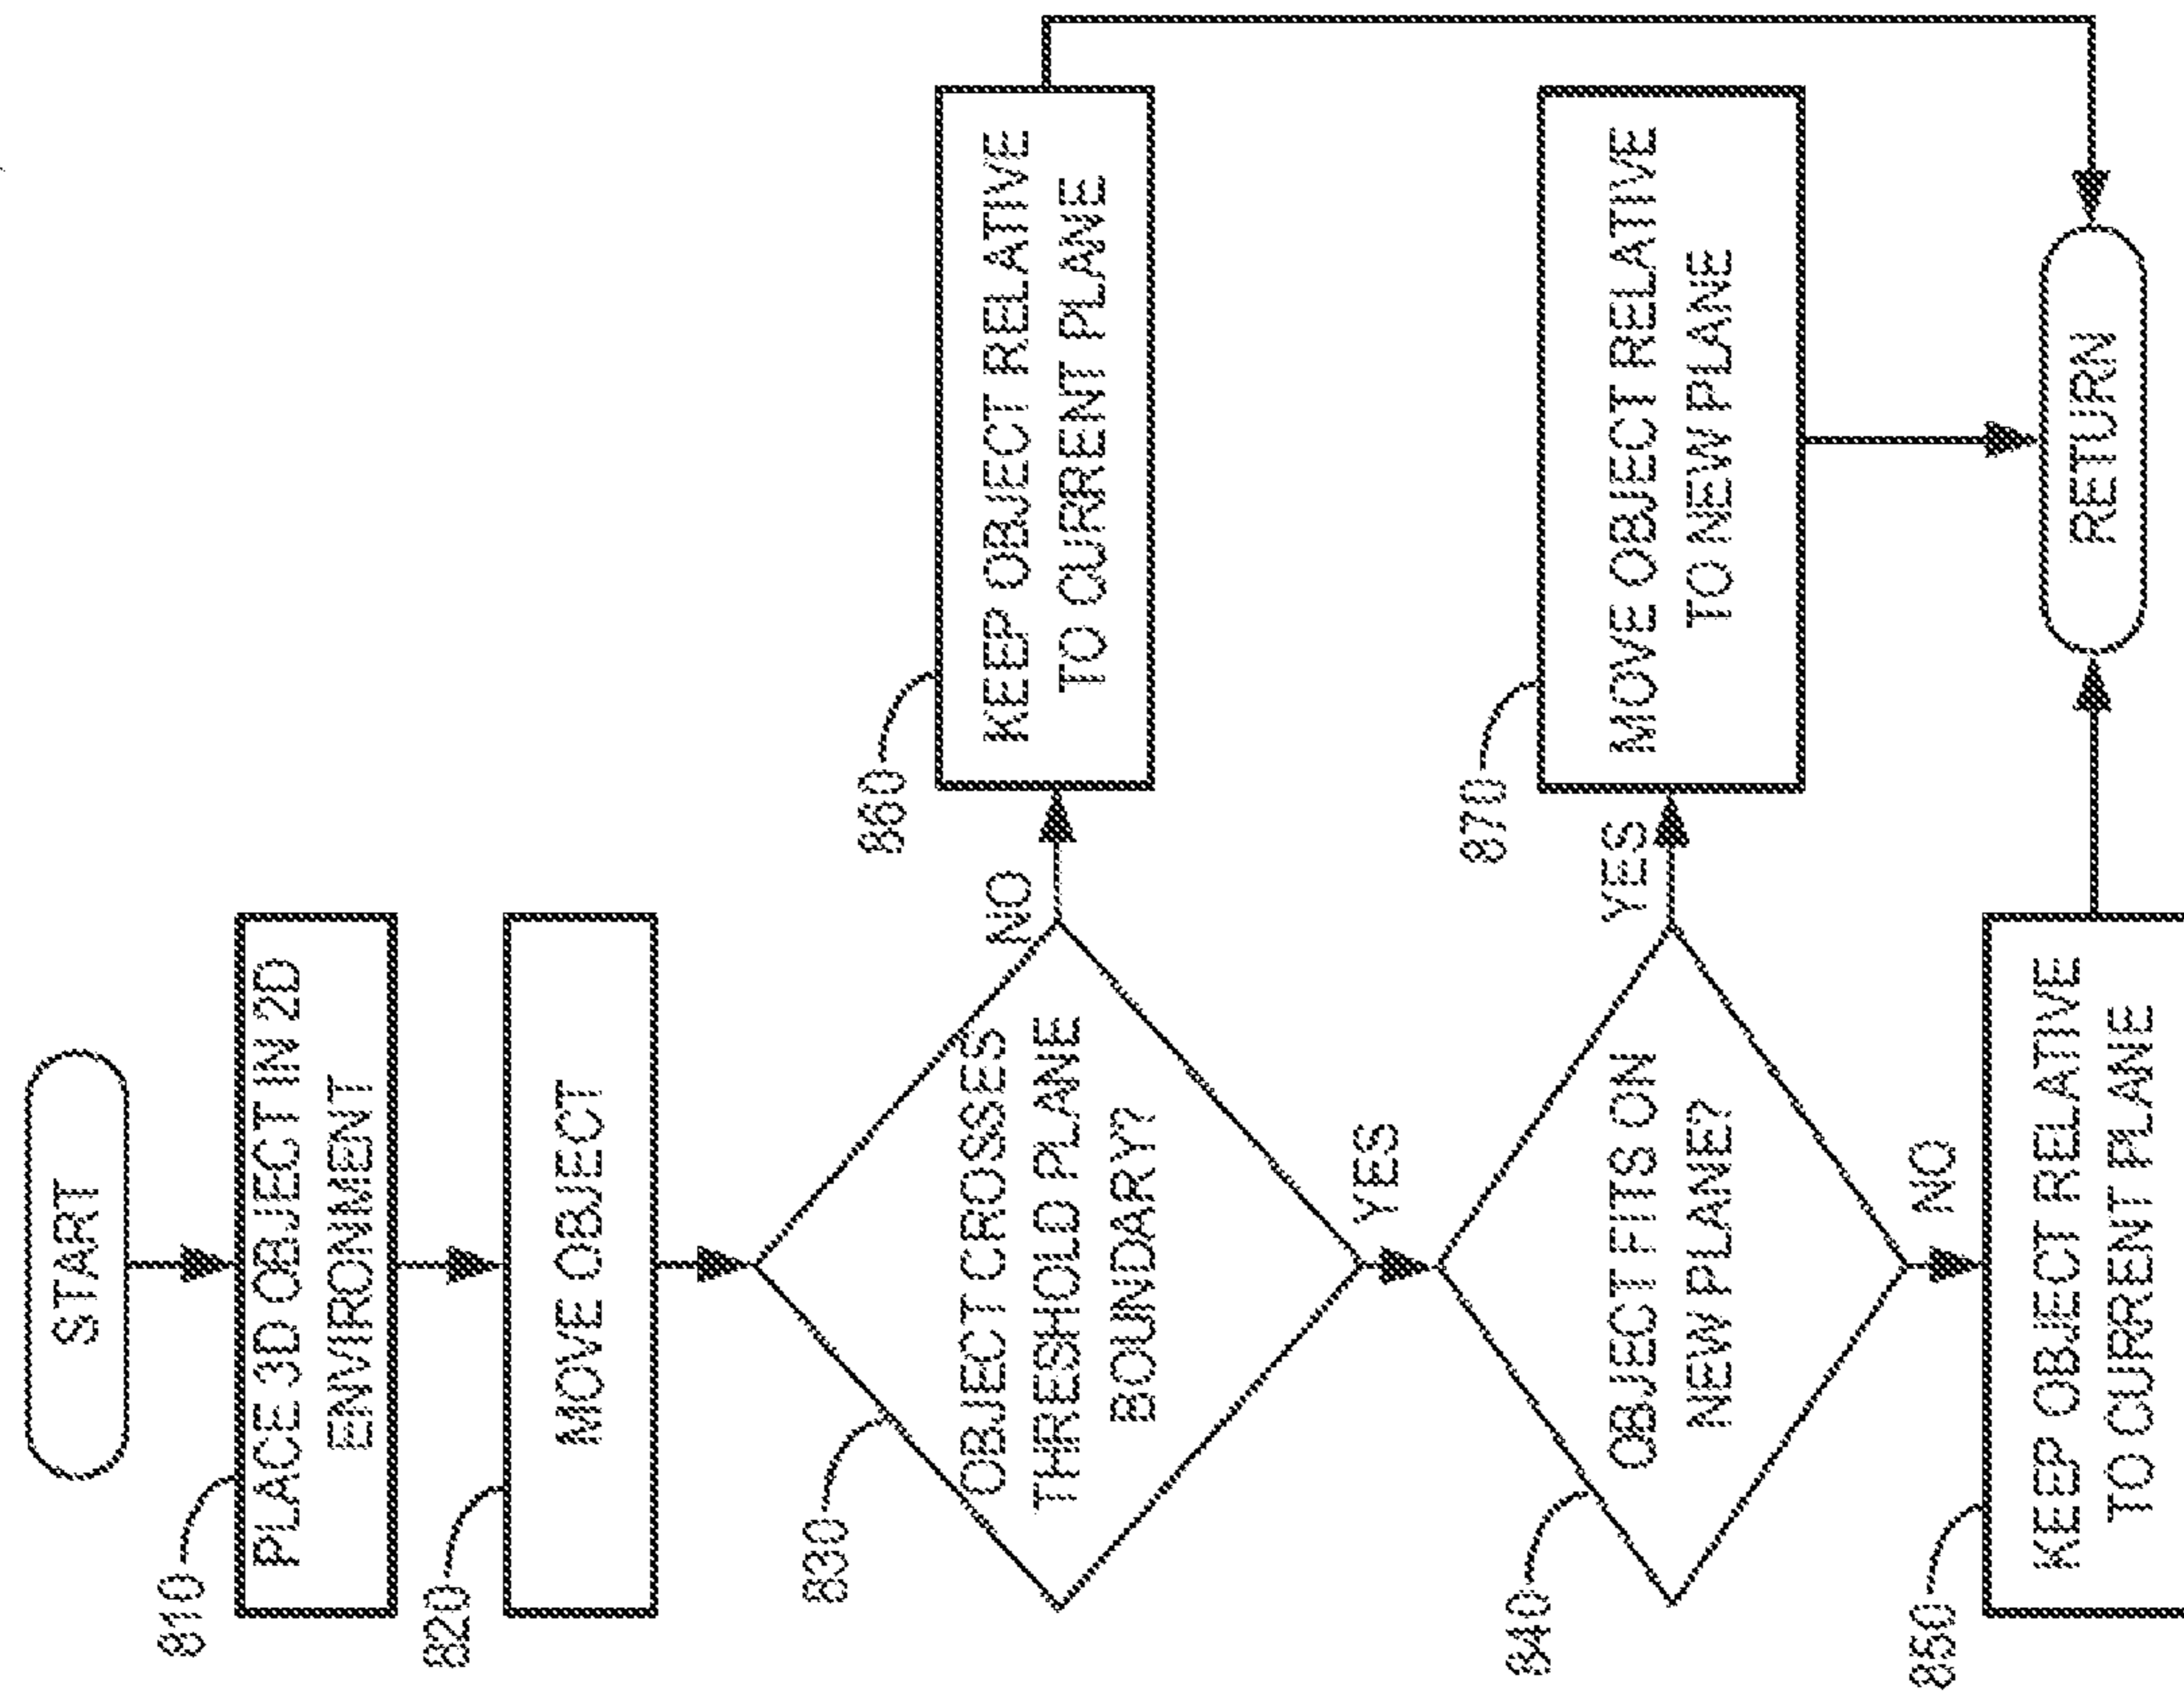 START
810
PLACE 3D OBJECT IN 2D
ENVIRONMENT
820
MOVE OBJECT
830
OBJECT CROSSES
THRESHOLD PLANE
BOUNDARY?
NO
860
KEEP OBJECT RELATIVE
TO CURRENT PLANE
YES
840
OBJECT FITS ON
NEW PLANE?
YES
870
MOVE OBJECT RELATIVE
TO NEW PLANE
NO
850
KEEP OBJECT RELATIVE
TO CURRENT PLANE
RETURN